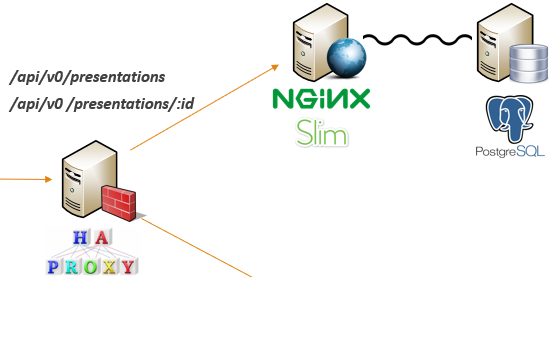 /api/v0/presentations
/api/v0 /presentations/:id
NGINX
Slim
PostgreSQL
HA
PROXY